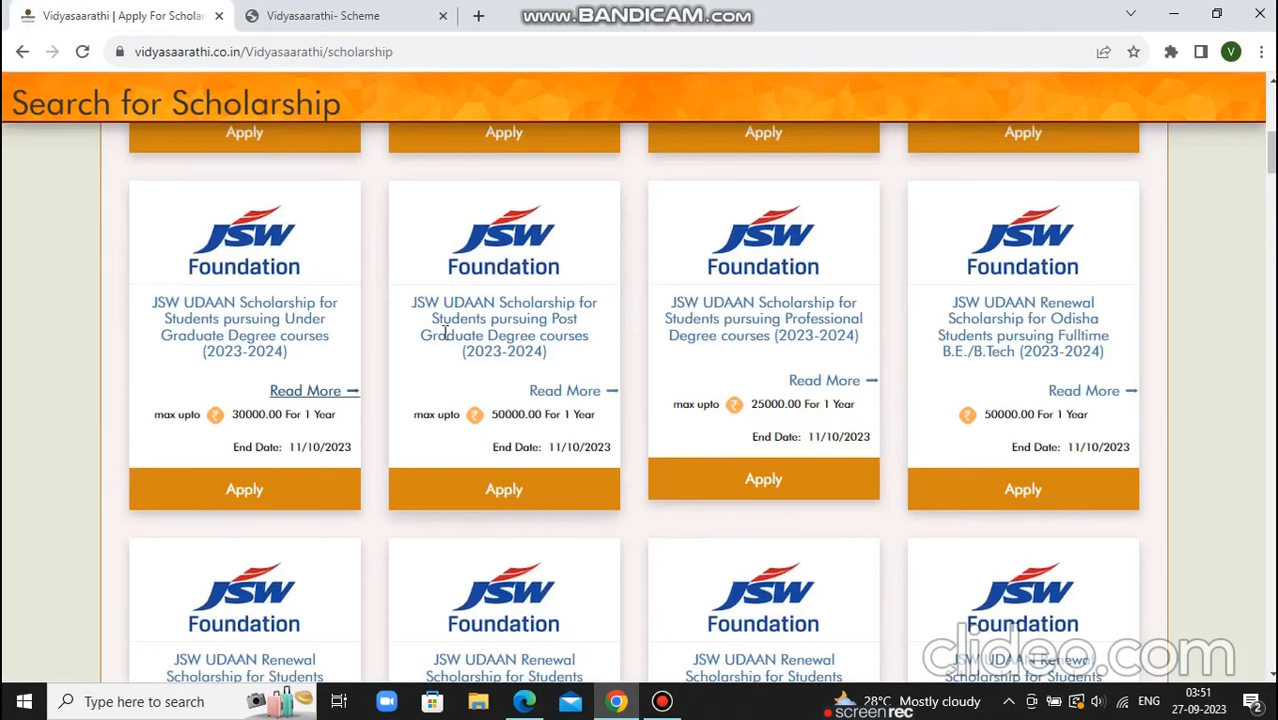 Vidyasaarathi | Apply For Scholar
Vidyasaarathi- Scheme
www.BANDICAM.com
vidyasaarathi.co.in/Vidyasaarathi/scholarship
V
Search for Scholarship
Apply Apply Apply Apply
JSW Foundation
JSW UDAAN Scholarship for
Students pursuing Under
Graduate Degree courses
(2023-2024)
Read More
max upto 30000.00 For 1 Year
End Date: 11/10/2023
Apply
JSW Foundation
JSW UDAAN Scholarship for
Students pursuing Post
Graduate Degree courses
(2023-2024)
Read More
max upto 50000.00 For 1 Year
End Date: 11/10/2023
Apply
JSW Foundation
JSW UDAAN Scholarship for
Students pursuing Professional
Degree courses (2023-2024)
Read More
max upto 25000.00 For 1 Year
End Date: 11/10/2023
Apply
JSW Foundation
JSW UDAAN Renewal
Scholarship for Odisha
Students pursuing Fulltime
B.E./B.Tech (2023-2024)
Read More
50000.00 For 1 Year
End Date: 11/10/2023
Apply
JSW Foundation
JSW UDAAN Renewal
Scholarship for Students
JSW Foundation
JSW UDAAN Renewal
Scholarship for Students
JSW Foundation
JSW UDAAN Renewal
Scholarship for Students
JSW Foundation
JSW UDAAN Renewal
Scholarship for Students
clideo.com
Type here to search
28°C Mostly cloudy
screen rec
ENG
03:51
27-09-2023
2